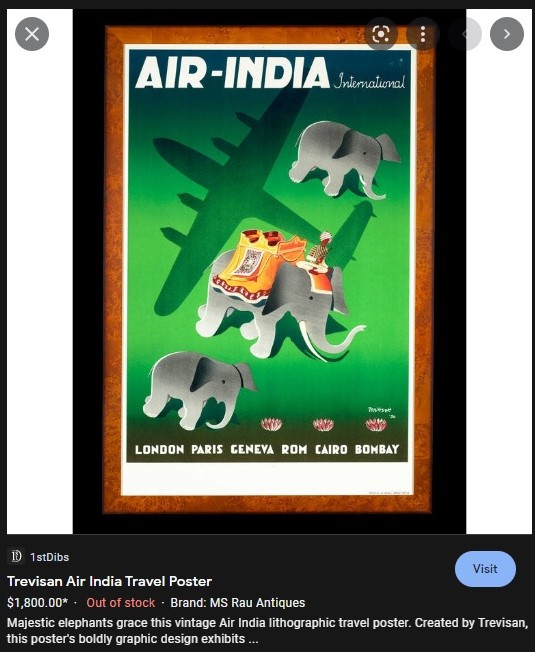 AIR-INDIA International
TREVISAN
LONDON PARIS GENEVA ROM CAIRO BOMBAY
1stDibs
Visit
Trevisan Air India Travel Poster
$1,800.00* · Out of stock · Brand: MS Rau Antiques
Majestic elephants grace this vintage Air India lithographic travel poster. Created by Trevisan,
this poster's boldly graphic design exhibits ...